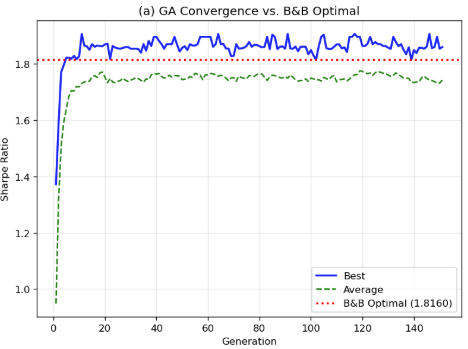 (a) GA Convergence vs. B&B Optimal
Sharpe Ratio
1.8
1.6
1.4
1.2
1.0
0
20
40
60
80
100
120
140
Generation
Best
Average
B&B Optimal (1.8160)